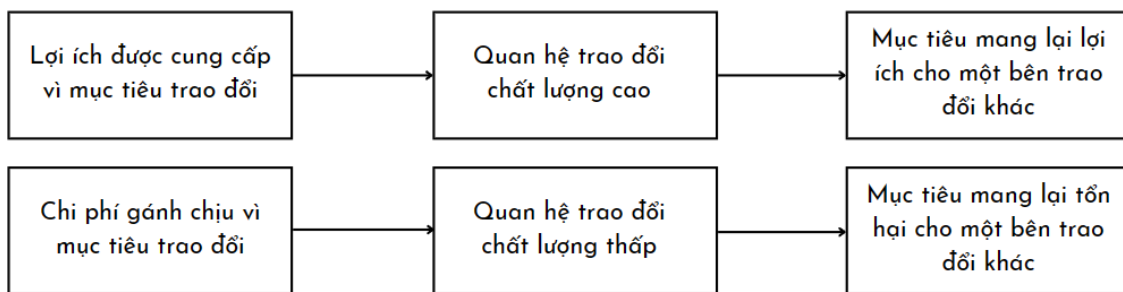 Lợi ích được cung cấp
vì mục tiêu trao đổi
Quan hệ trao đổi
chất lượng cao
Mục tiêu mang lại lợi
ích cho một bên trao
đổi khác
Chi phí gánh chịu vì
mục tiêu trao đổi
Quan hệ trao đổi
chất lượng thấp
Mục tiêu mang lại tổn
hại cho một bên trao
đổi khác